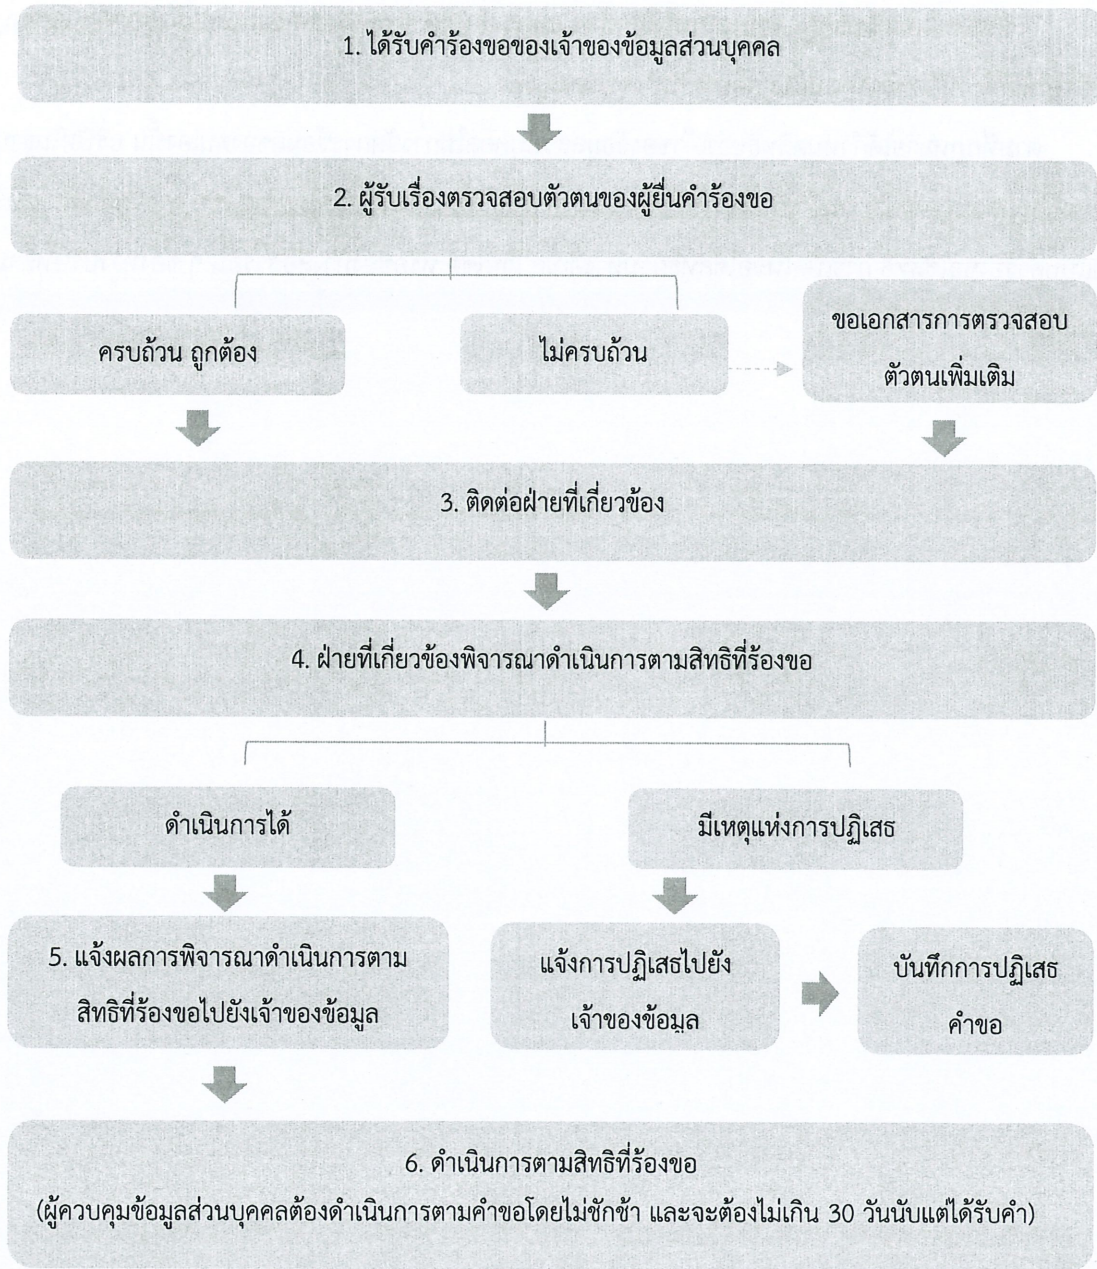 1. ได้รับคำร้องขอของเจ้าของข้อมูลส่วนบุคคล
2. ผู้รับเรื่องตรวจสอบตัวตนของผู้ยื่นคำร้องขอ
ครบถ้วน ถูกต้อง
ไม่ครบถ้วน
ขอเอกสารการตรวจสอบ
ตัวตนเพิ่มเติม
3. ติดต่อฝ่ายที่เกี่ยวข้อง
4. ฝ่ายที่เกี่ยวข้องพิจารณาดำเนินการตามสิทธิที่ร้องขอ
ดำเนินการได้
มีเหตุแห่งการปฏิเสธ
5. แจ้งผลการพิจารณาดำเนินการตาม
สิทธิที่ร้องขอไปยังเจ้าของข้อมูล
แจ้งการปฏิเสธไปยัง
เจ้าของข้อมูล
บันทึกการปฏิเสธ
คำขอ
6. ดำเนินการตามสิทธิที่ร้องขอ
(ผู้ควบคุมข้อมูลส่วนบุคคลต้องดำเนินการตามคำขอโดยไม่ชักช้า และจะต้องไม่เกิน 30 วันนับแต่ได้รับคำ)